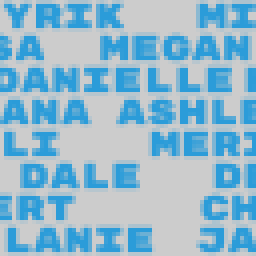 YRIK MI
SA MEGAN
DANIELLE
ANA ASHLE
LI MERI
DALE D
ERT CH
LANIE JA